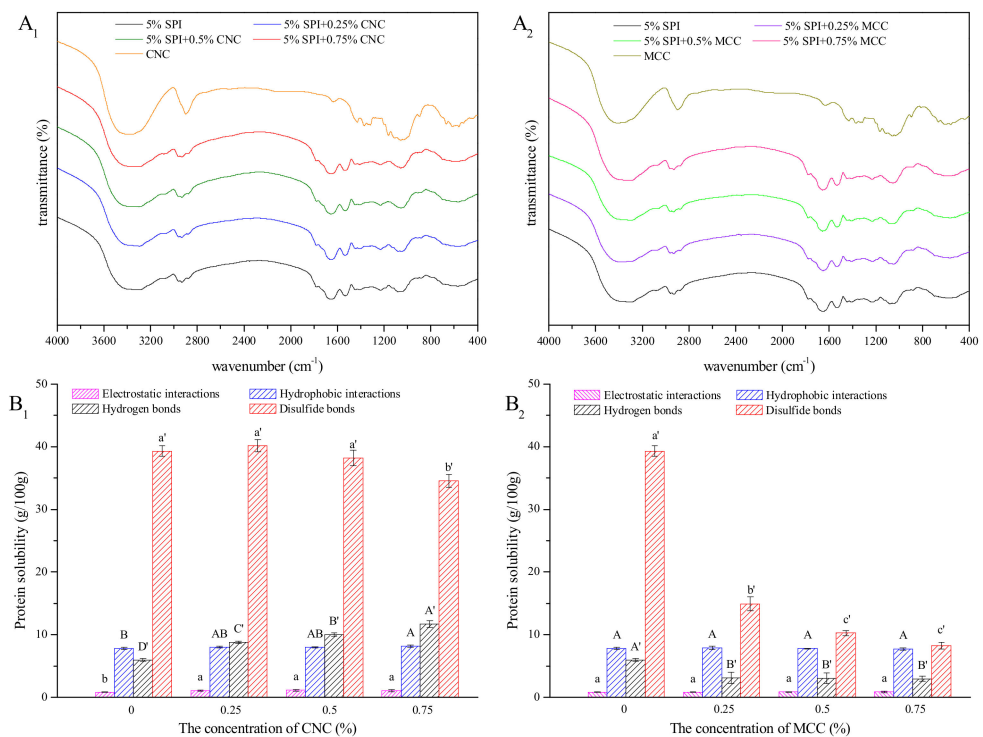 A1
5% SPI
5% SPI+0.25% CNC
5% SPI+0.5% CNC
5% SPI+0.75% CNC
CNC
transmittance (%)
4000 3600 3200 2800 2400 2000 1600 1200 800 400
wavenumber (cm-1)
A2
5% SPI
5% SPI+0.25% MCC
5% SPI+0.5% MCC
5% SPI+0.75% MCC
MCC
transmittance (%)
4000 3600 3200 2800 2400 2000 1600 1200 800 400
wavenumber (cm-1)
B1
Electrostatic interactions
Hydrophobic interactions
Hydrogen bonds
Disulfide bonds
Protein solubility (g/100g)
50
40
30
20
10
0
b B D' a'
a AB C' a'
a AB B' a'
a A A' b'
0 0.25 0.5 0.75
The concentration of CNC (%)
B2
Electrostatic interactions
Hydrophobic interactions
Hydrogen bonds
Disulfide bonds
Protein solubility (g/100g)
50
40
30
20
10
0
a A A' a'
a A B' b'
a A B' c'
a A B' c'
0 0.25 0.5 0.75
The concentration of MCC (%)